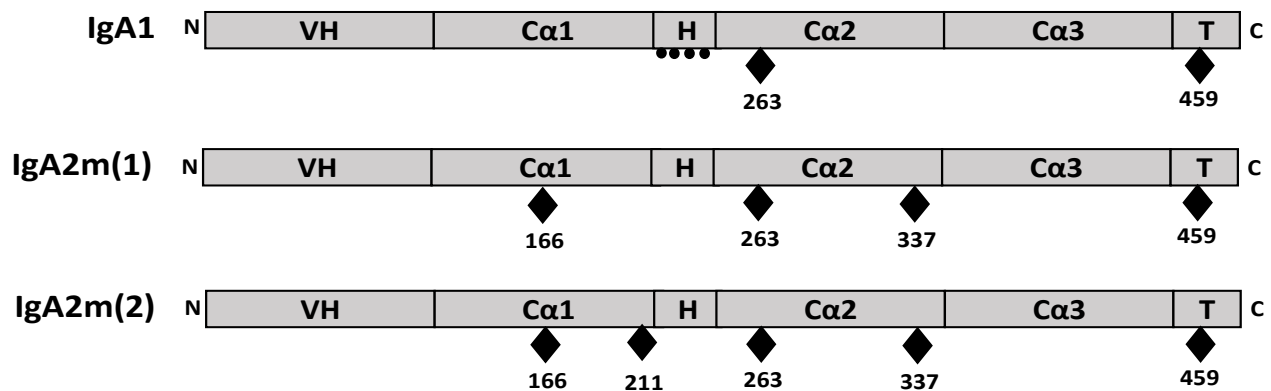 IgA1 N VH Cα1 H Cα2 Cα3 T C
263 459
IgA2m(1) N VH Cα1 H Cα2 Cα3 T C
166 263 337 459
IgA2m(2) N VH Cα1 H Cα2 Cα3 T C
166 211 263 337 459